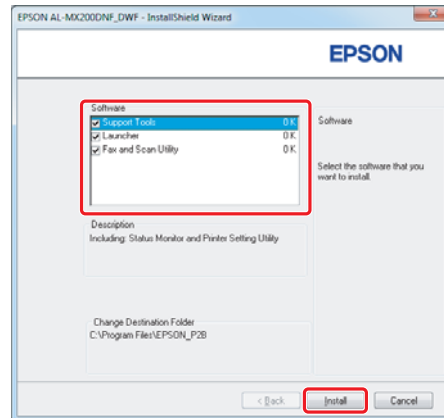 EPSON AL-MX200DNF_DWF - InstallShield Wizard
EPSON
Software
Support Tools 0 K
Launcher 0 K
Fax and Scan Utility 0 K
Software
Select the software that you
want to install.
Description
Including: Status Monitor and Printer Setting Utility
Change Destination Folder
C:\Program Files\EPSON_P2B
< Back
Install
Cancel